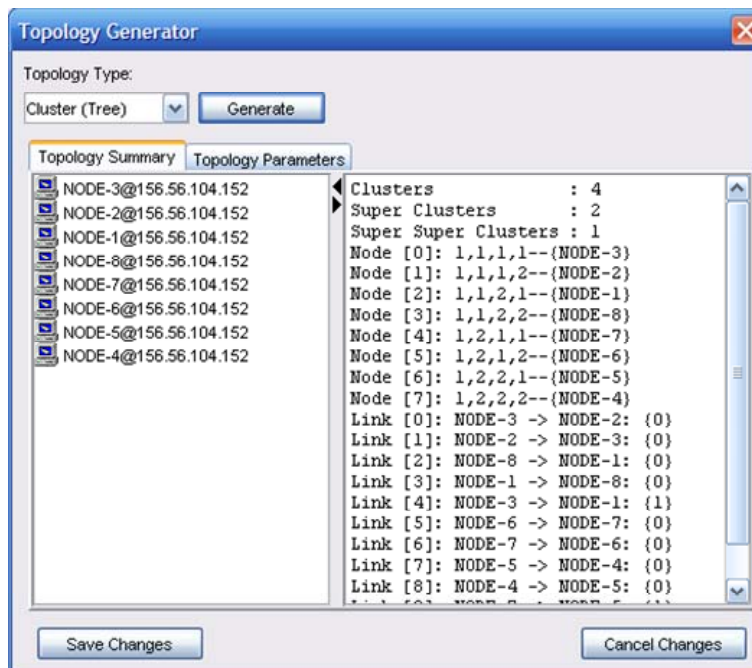 Topology Generator
Topology Type:
Cluster (Tree)
Generate
Topology Summary
Topology Parameters
NODE-3@156.56.104.152
NODE-2@156.56.104.152
NODE-1@156.56.104.152
NODE-8@156.56.104.152
NODE-7@156.56.104.152
NODE-6@156.56.104.152
NODE-5@156.56.104.152
NODE-4@156.56.104.152
Clusters : 4
Super Clusters : 2
Super Super Clusters : 1
Node [0]: 1,1,1,1--{NODE-3}
Node [1]: 1,1,1,2--{NODE-2}
Node [2]: 1,1,2,1--{NODE-1}
Node [3]: 1,1,2,2--{NODE-8}
Node [4]: 1,2,1,1--{NODE-7}
Node [5]: 1,2,1,2--{NODE-6}
Node [6]: 1,2,2,1--{NODE-5}
Node [7]: 1,2,2,2--{NODE-4}
Link [0]: NODE-3 -> NODE-2: {0}
Link [1]: NODE-2 -> NODE-3: {0}
Link [2]: NODE-8 -> NODE-1: {0}
Link [3]: NODE-1 -> NODE-8: {0}
Link [4]: NODE-3 -> NODE-1: {1}
Link [5]: NODE-6 -> NODE-7: {0}
Link [6]: NODE-7 -> NODE-6: {0}
Link [7]: NODE-5 -> NODE-4: {0}
Link [8]: NODE-4 -> NODE-5: {0}
Save Changes
Cancel Changes